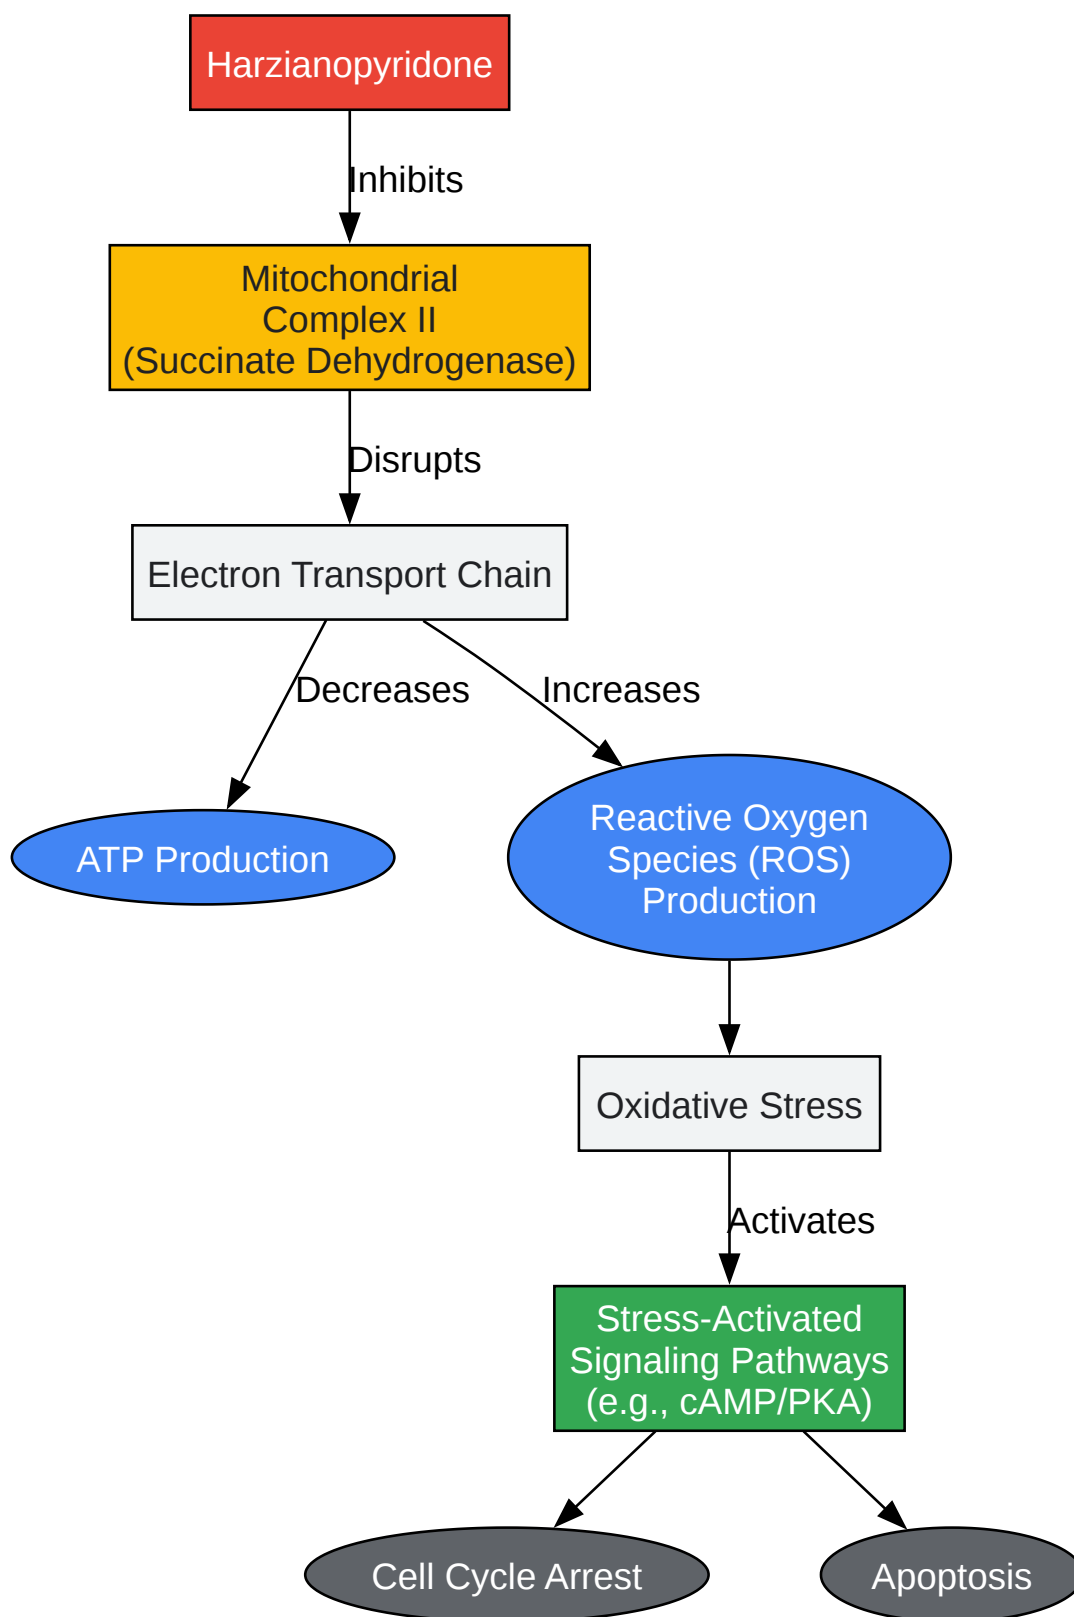 Harzianopyridone
Inhibits
Mitochondrial
Complex II
(Succinate Dehydrogenase)
Disrupts
Electron Transport Chain
Decreases
Increases
ATP Production
Reactive Oxygen
Species (ROS)
Production
Oxidative Stress
Activates
Stress-Activated
Signaling Pathways
(e.g., cAMP/PKA)
Cell Cycle Arrest
Apoptosis